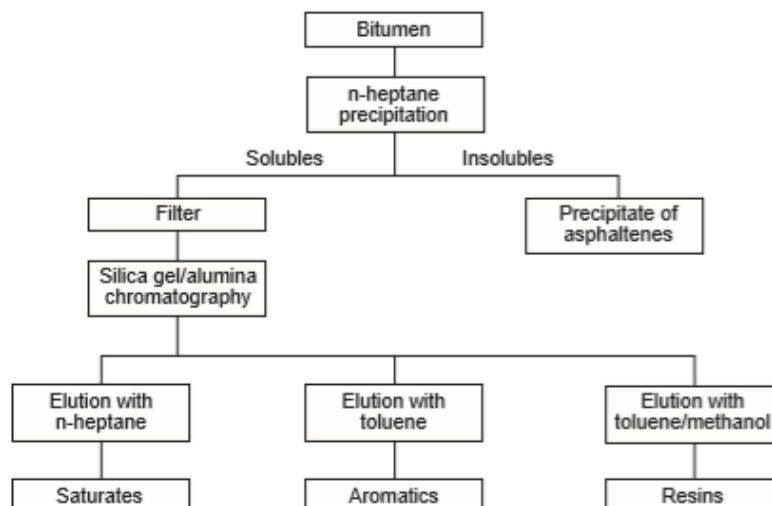 Bitumen
n-heptane
precipitation
Solubles
Insolubles
Filter
Precipitate of
asphaltenes
Silica gel/alumina
chromatography
Elution with
n-heptane
Elution with
toluene
Elution with
toluene/methanol
Saturates
Aromatics
Resins